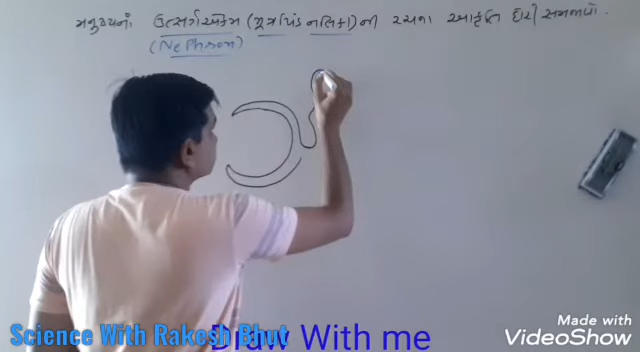 મનુષ્યનાં ઉત્સર્ગએકમ (મૂત્રપિંડ નલિકા) ની રચના આકૃતિ દોરી સમજાવો.
(Nephron)
Science With Rakesh Bhut
Draw With me
Made with
VideoShow